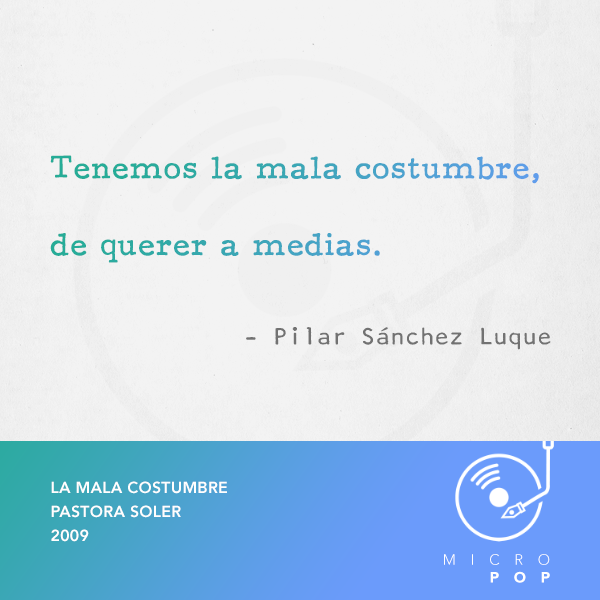 Tenemos la mala costumbre,
de querer a medias.
- Pilar Sánchez Luque
LA MALA COSTUMBRE
PASTORA SOLER
2009
MICRO
POP